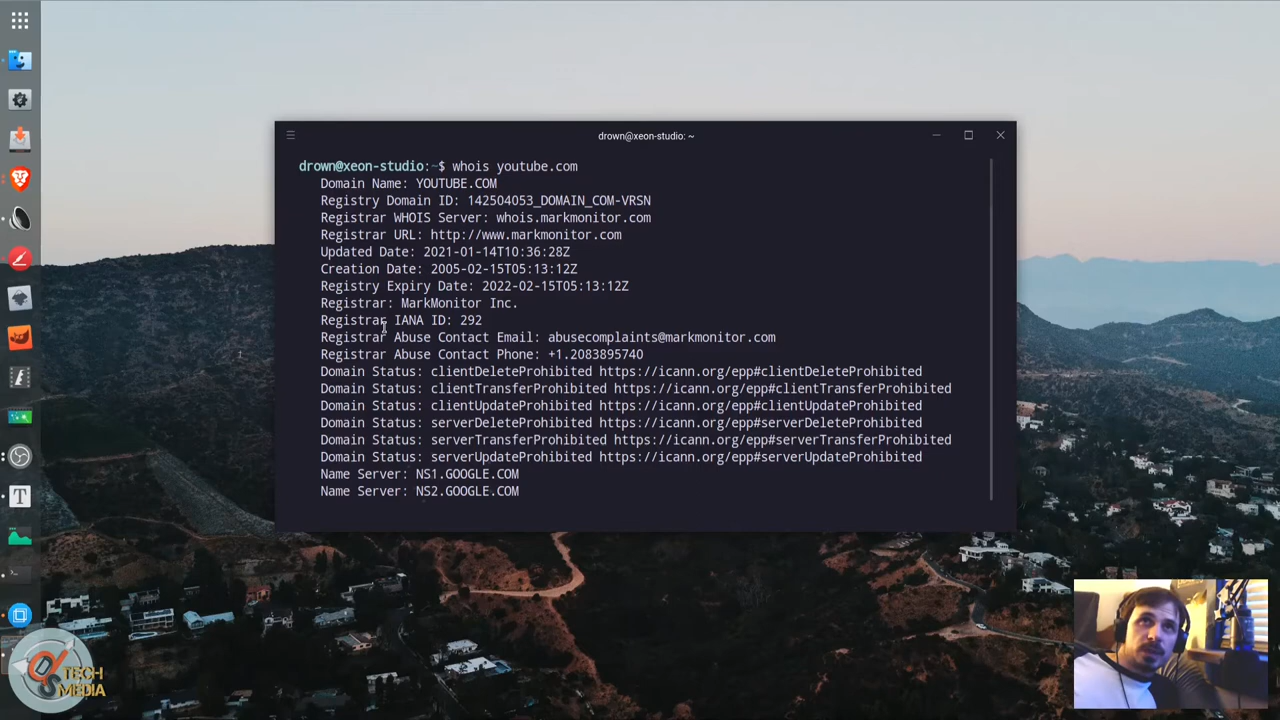 drown@xeon-studio: ~
drown@xeon-studio:~$ whois youtube.com
Domain Name: YOUTUBE.COM
Registry Domain ID: 142504053_DOMAIN_COM-VRSN
Registrar WHOIS Server: whois.markmonitor.com
Registrar URL: http://www.markmonitor.com
Updated Date: 2021-01-14T10:36:28Z
Creation Date: 2005-02-15T05:13:12Z
Registry Expiry Date: 2022-02-15T05:13:12Z
Registrar: MarkMonitor Inc.
Registrar IANA ID: 292
Registrar Abuse Contact Email: abusecomplaints@markmonitor.com
Registrar Abuse Contact Phone: +1.2083895740
Domain Status: clientDeleteProhibited https://icann.org/epp#clientDeleteProhibited
Domain Status: clientTransferProhibited https://icann.org/epp#clientTransferProhibited
Domain Status: clientUpdateProhibited https://icann.org/epp#clientUpdateProhibited
Domain Status: serverDeleteProhibited https://icann.org/epp#serverDeleteProhibited
Domain Status: serverTransferProhibited https://icann.org/epp#serverTransferProhibited
Domain Status: serverUpdateProhibited https://icann.org/epp#serverUpdateProhibited
Name Server: NS1.GOOGLE.COM
Name Server: NS2.GOOGLE.COM
T
TECH
MEDIA